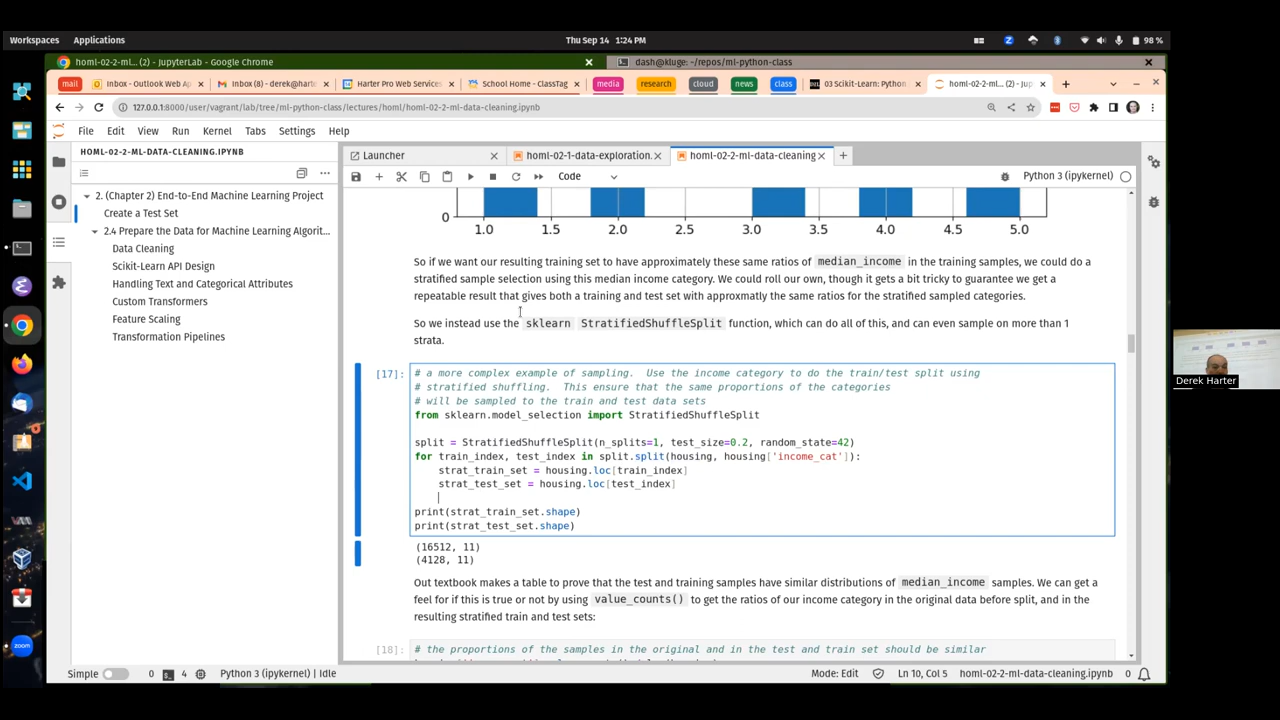 Workspaces Applications Thu Sep 14 1:24 PM 98 %
homl-02-2-ml-data-cleaning.ipynb (2) - JupyterLab - Google Chrome dash@kluge: ~/repos/ml-python-class
mail Inbox - Outlook Web Ap Inbox (8) - derek@hart Harter Pro Web Services School Home - ClassTag media research cloud news class 03 Scikit-Learn: Python homl-02-2-ml-data-cleaning.ipynb (2) - Jup
127.0.0.1:8000/user/vagrant/lab/tree/ml-python-class/lectures/homl/homl-02-2-ml-data-cleaning.ipynb
File Edit View Run Kernel Tabs Settings Help
HOML-02-2-ML-DATA-CLEANING.IPYNB
Launcher homl-02-1-data-exploration. homl-02-2-ml-data-cleaning
Code Python 3 (ipykernel)
2. (Chapter 2) End-to-End Machine Learning Project
Create a Test Set
2.4 Prepare the Data for Machine Learning Algorit...
Data Cleaning
Scikit-Learn API Design
Handling Text and Categorical Attributes
Custom Transformers
Feature Scaling
Transformation Pipelines
0
1.0 1.5 2.0 2.5 3.0 3.5 4.0 4.5 5.0
So if we want our resulting training set to have approximately these same ratios of median_income in the training samples, we could do a
stratified sample selection using this median income category. We could roll our own, though it gets a bit tricky to guarantee we get a
repeatable result that gives both a training and test set with approxmatly the same ratios for the stratified sampled categories.
So we instead use the sklearn StratifiedShuffleSplit function, which can do all of this, and can even sample on more than 1
strata.
[17]: # a more complex example of sampling. Use the income category to do the train/test split using
# stratified shuffling. This ensure that the same proportions of the categories
# will be sampled to the train and test data sets
from sklearn.model_selection import StratifiedShuffleSplit
split = StratifiedShuffleSplit(n_splits=1, test_size=0.2, random_state=42)
for train_index, test_index in split.split(housing, housing['income_cat']):
strat_train_set = housing.loc[train_index]
strat_test_set = housing.loc[test_index]
print(strat_train_set.shape)
print(strat_test_set.shape)
(16512, 11)
(4128, 11)
Out textbook makes a table to prove that the test and training samples have similar distributions of median_income samples. We can get a
feel for if this is true or not by using value_counts() to get the ratios of our income category in the original data before split, and in the
resulting stratified train and test sets:
[18]: # the proportions of the samples in the original and in the test and train set should be similar
Simple 0 4 Python 3 (ipykernel) | Idle Mode: Edit Ln 10, Col 5 homl-02-2-ml-data-cleaning.ipynb 0
zoom
Derek Harter